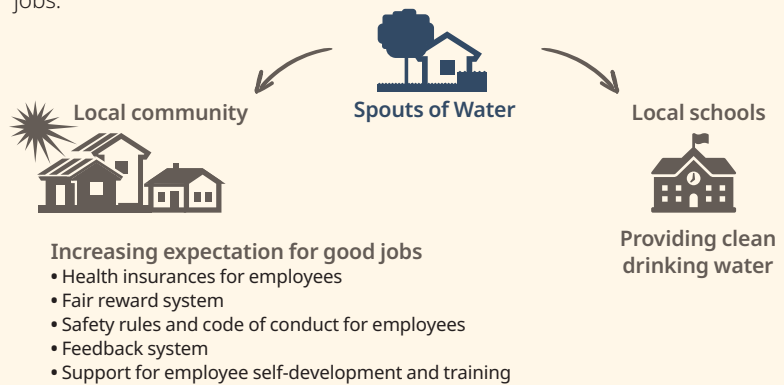 jobs.
Spouts of Water
Local community
Local schools
Increasing expectation for good jobs
• Health insurances for employees
• Fair reward system
• Safety rules and code of conduct for employees
• Feedback system
• Support for employee self-development and training
Providing clean
drinking water